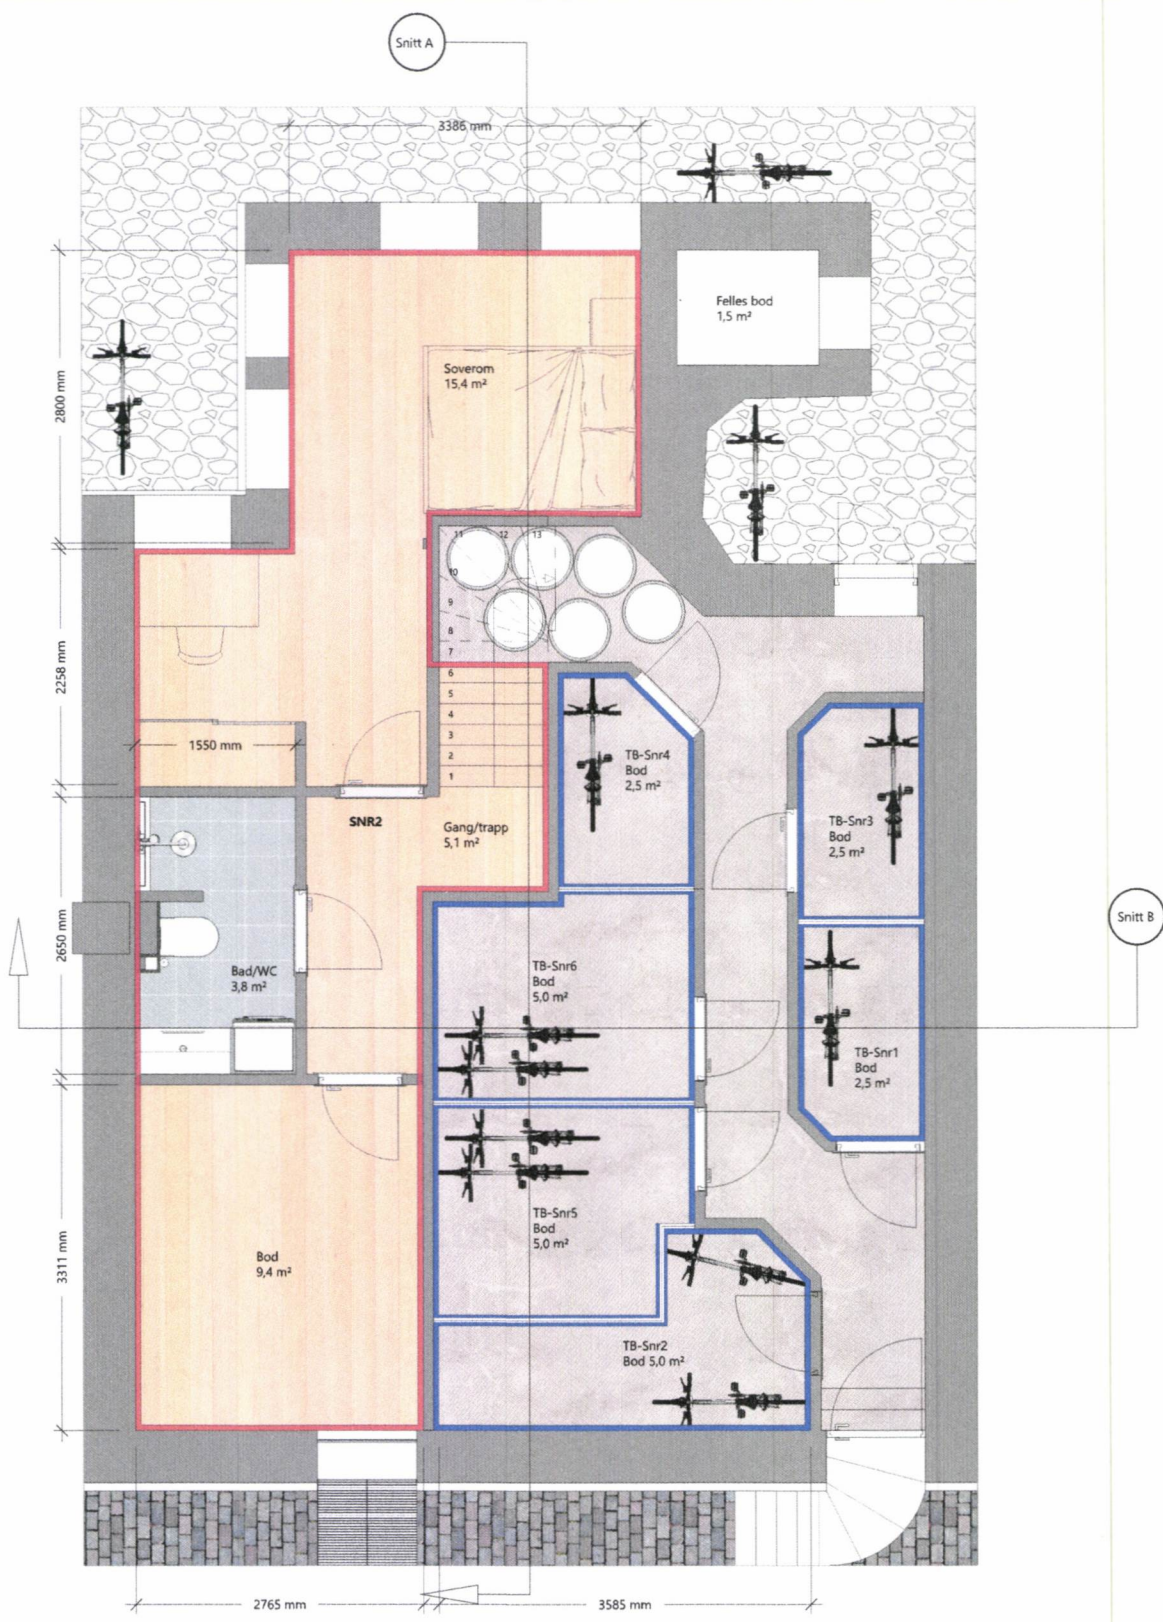 Snitt A
3386 mm
Felles bod
1,5 m²
Soverom
15,4 m²
2800 mm
11 12 13
10
9
8
7
6
5
4
3
2
1
2258 mm
1550 mm
TB-Snr4
Bod
2,5 m²
SNR2
Gang/trapp
5,1 m²
TB-Snr3
Bod
2,5 m²
Snitt B
2650 mm
Bad/WC
3,8 m²
TB-Snr6
Bod
5,0 m²
TB-Snr1
Bod
2,5 m²
3311 mm
Bod
9,4 m²
TB-Snr5
Bod
5,0 m²
TB-Snr2
Bod 5,0 m²
2765 mm
3585 mm